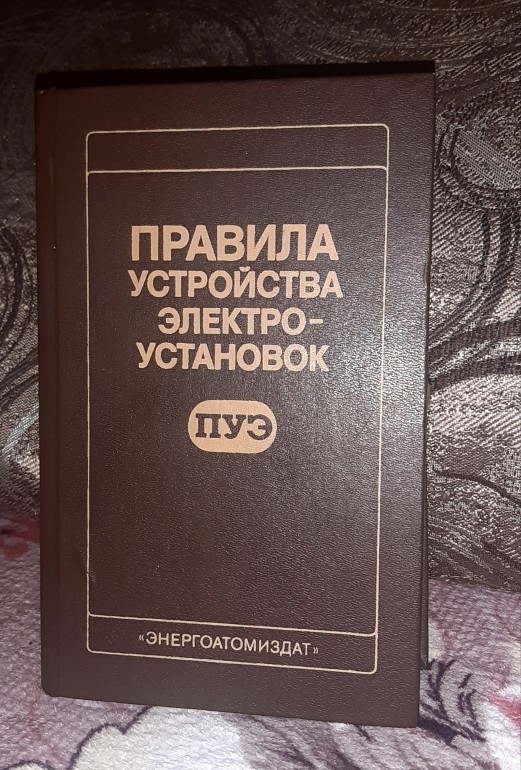 ПРАВИЛА
УСТРОЙСТВА
ЭЛЕКТРО-
УСТАНОВОК
ПУЭ
«ЭНЕРГОАТОМИЗДАТ»